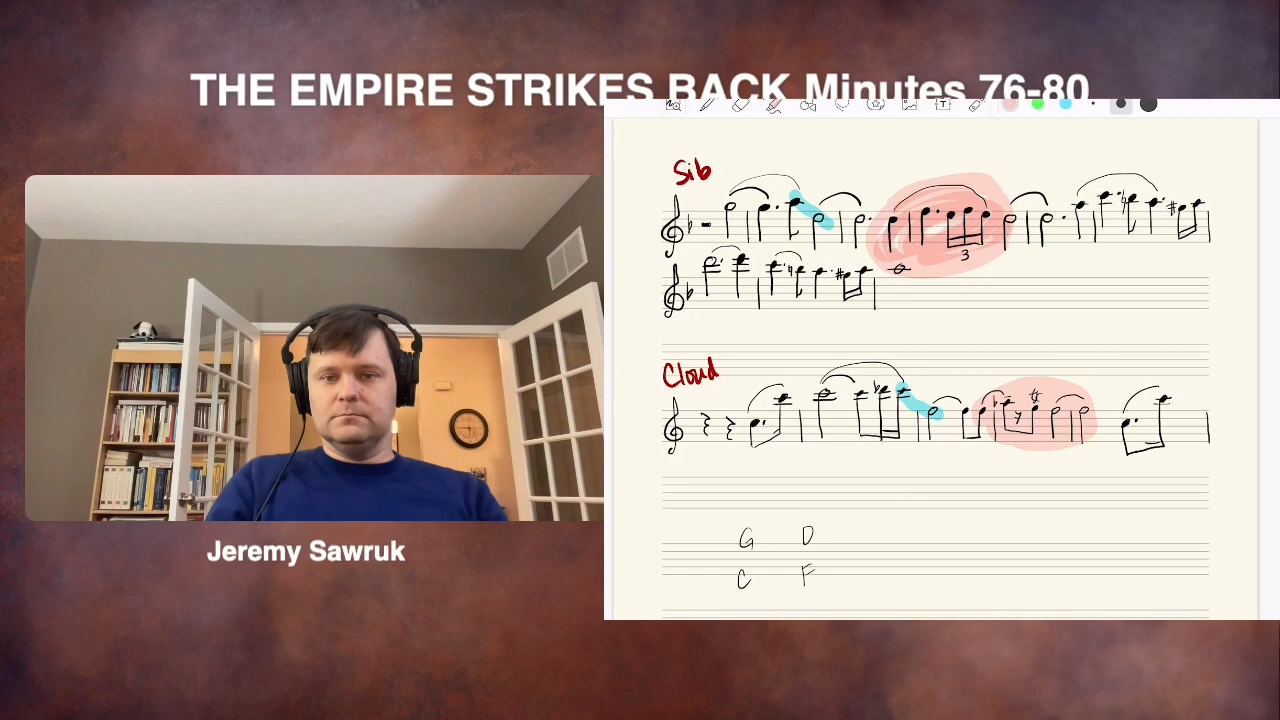 THE EMPIRE STRIKES BACK Minutes 76-80
Sib
3
Cloud
G D
C F
Jeremy Sawruk